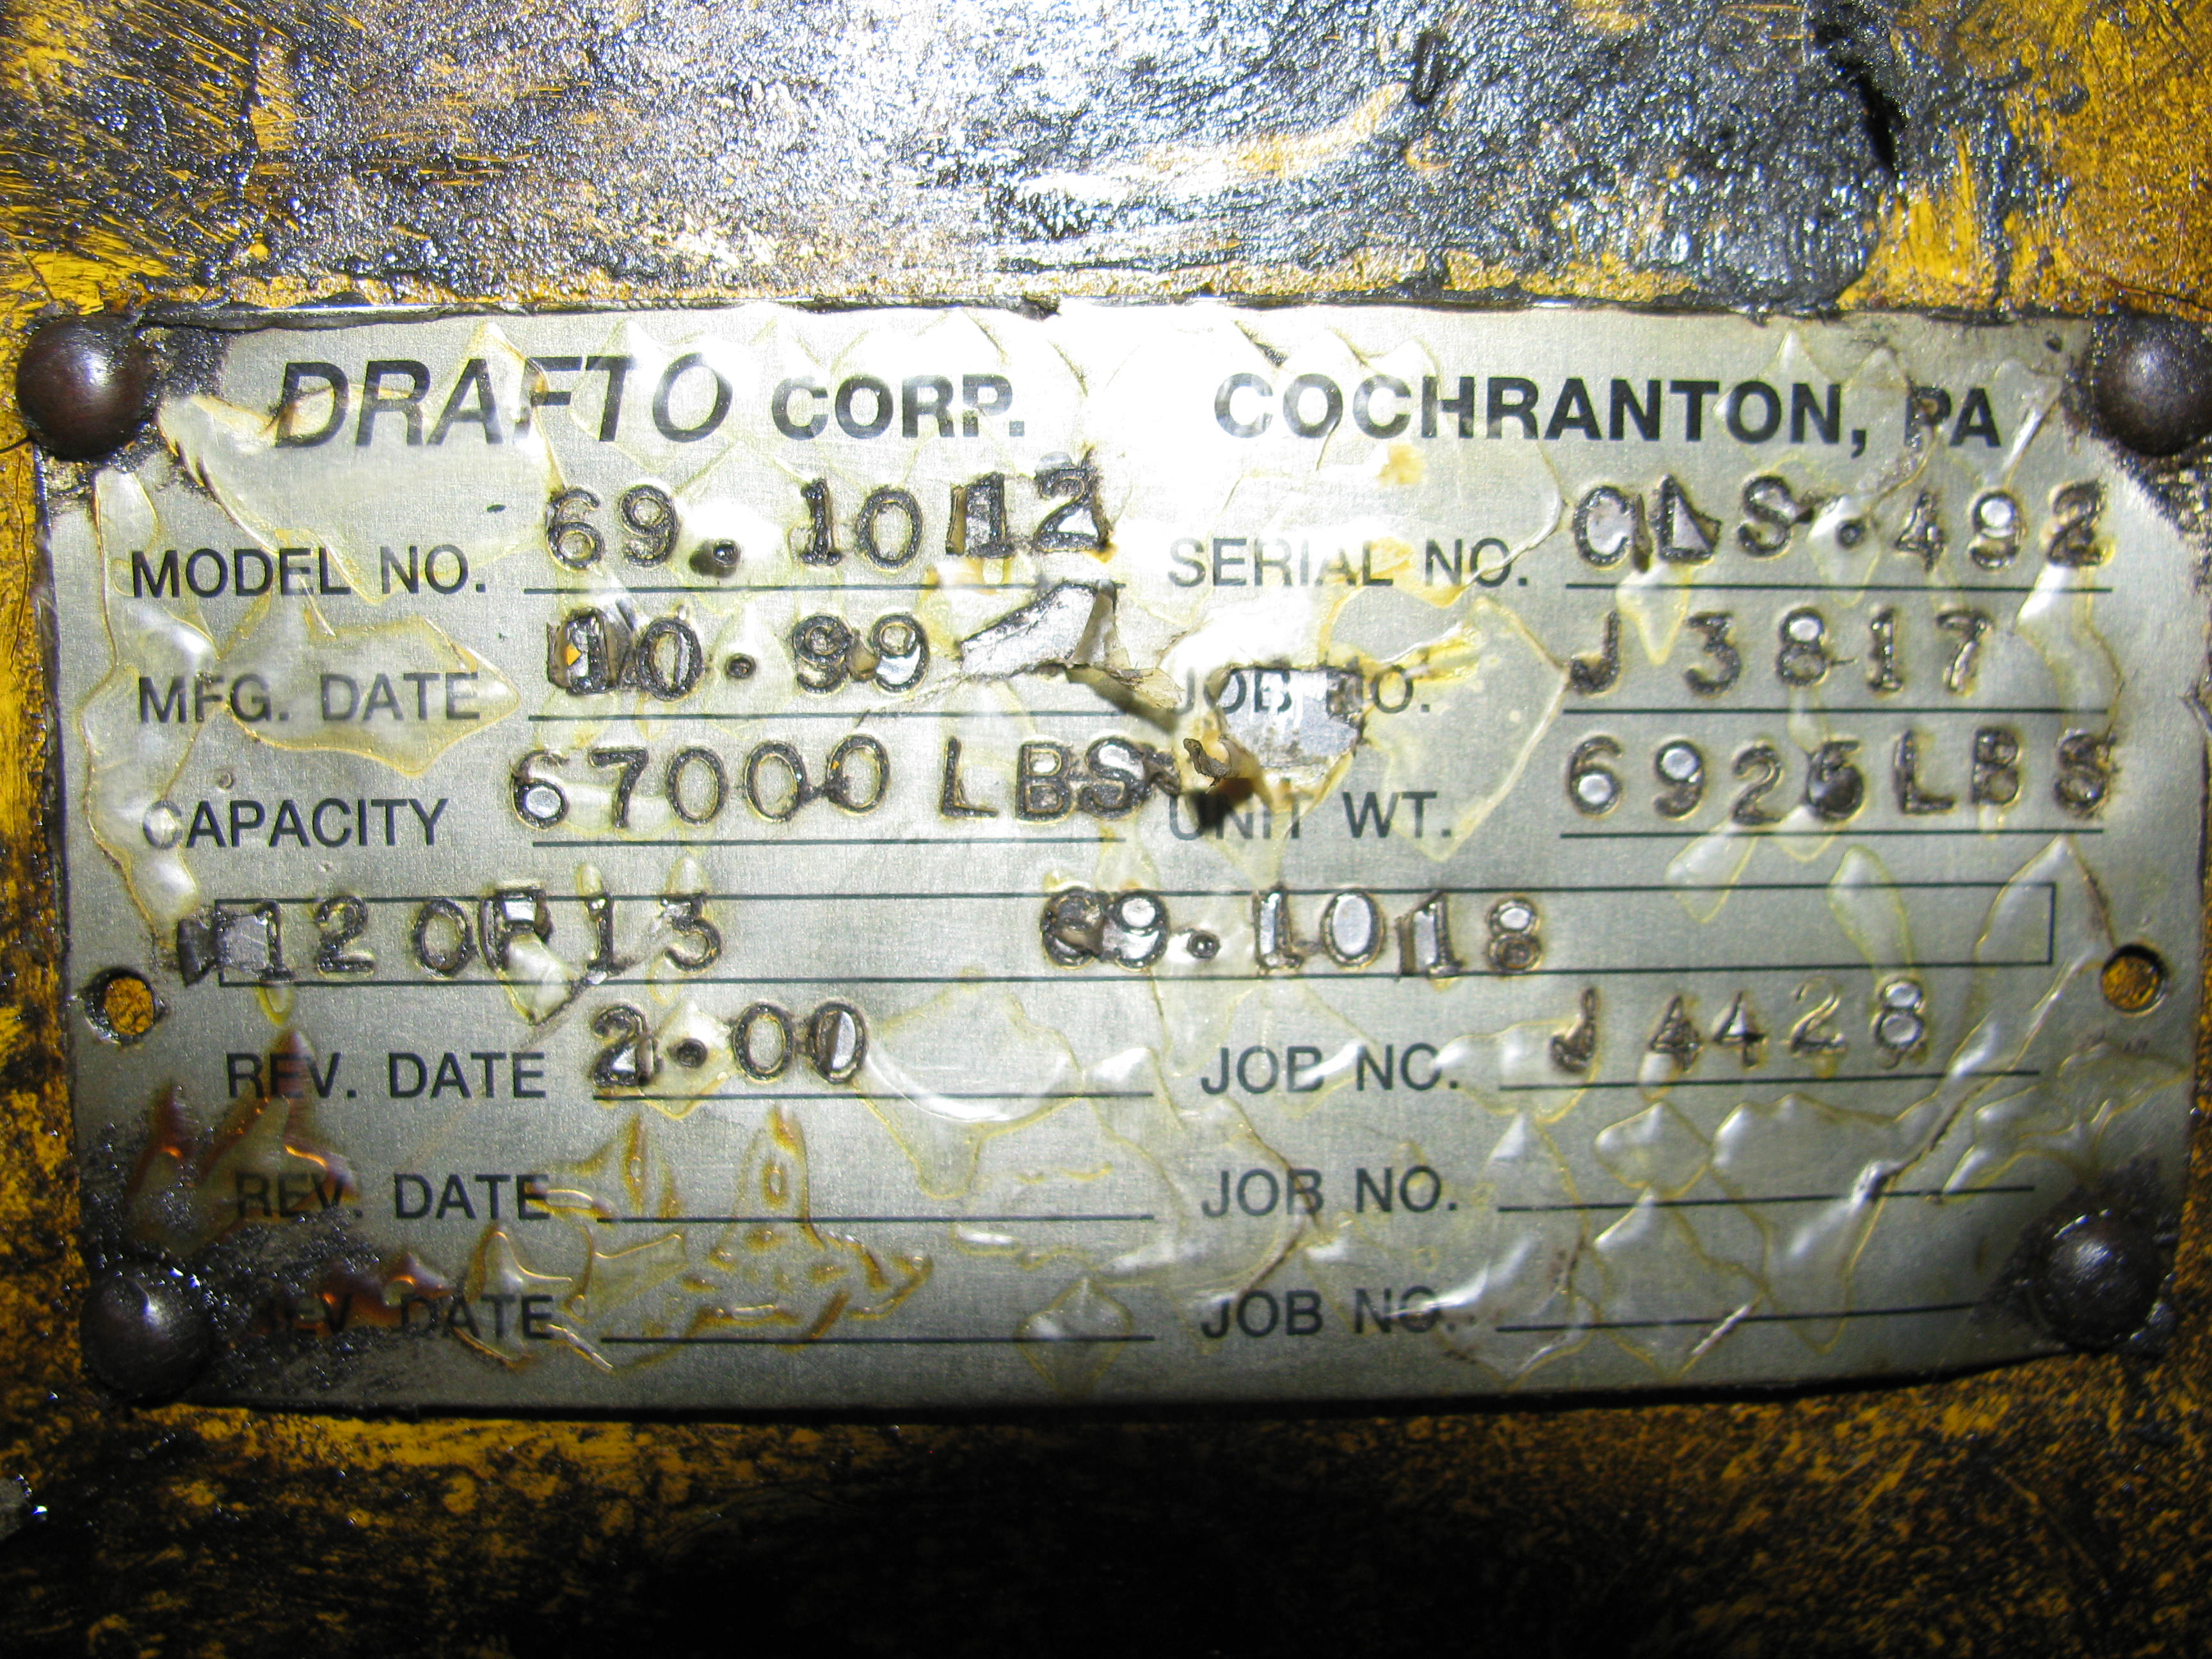 DRAFTO CORP. COCHRANTON, PA
MODEL NO. 69.1012 SERIAL NO. CLS.492
MFG. DATE 10.99 JOB NO. J3817
CAPACITY 67000 LBS UNIT WT. 6925LBS
12 OF 13 69.1018
REV. DATE 2.00 JOB NO. J4428
REV. DATE JOB NO.
REV. DATE JOB NO.